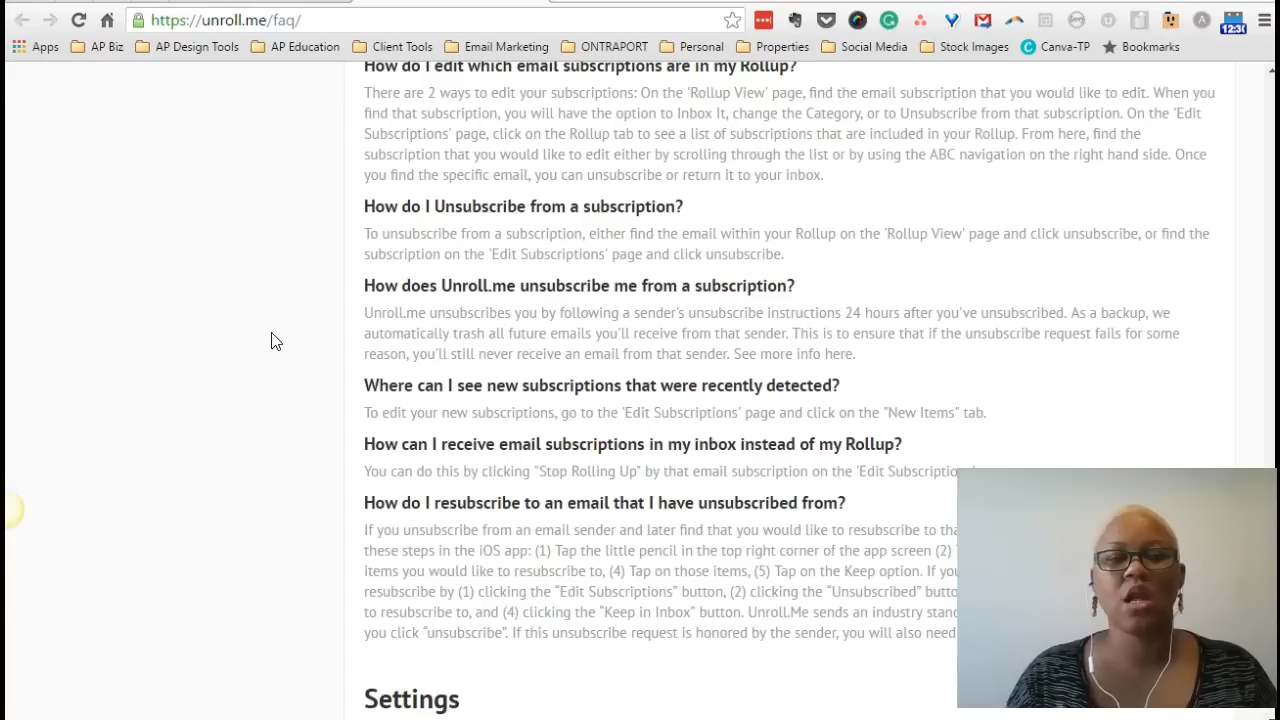 https://unroll.me/faq/
12:30
Apps AP Biz AP Design Tools AP Education Client Tools Email Marketing ONTRAPORT Personal Properties Social Media Stock Images Canva-TP Bookmarks
How do I edit which email subscriptions are in my Rollup?
There are 2 ways to edit your subscriptions: On the 'Rollup View' page, find the email subscription that you would like to edit. When you
find that subscription, you will have the option to Inbox It, change the Category, or to Unsubscribe from that subscription. On the 'Edit
Subscriptions' page, click on the Rollup tab to see a list of subscriptions that are included in your Rollup. From here, find the
subscription that you would like to edit either by scrolling through the list or by using the ABC navigation on the right hand side. Once
you find the specific email, you can unsubscribe or return it to your inbox.
How do I Unsubscribe from a subscription?
To unsubscribe from a subscription, either find the email within your Rollup on the 'Rollup View' page and click unsubscribe, or find the
subscription on the 'Edit Subscriptions' page and click unsubscribe.
How does Unroll.me unsubscribe me from a subscription?
Unroll.me unsubscribes you by following a sender's unsubscribe instructions 24 hours after you've unsubscribed. As a backup, we
automatically trash all future emails you'll receive from that sender. This is to ensure that if the unsubscribe request fails for some
reason, you'll still never receive an email from that sender. See more info here.
Where can I see new subscriptions that were recently detected?
To edit your new subscriptions, go to the 'Edit Subscriptions' page and click on the "New Items" tab.
How can I receive email subscriptions in my inbox instead of my Rollup?
You can do this by clicking "Stop Rolling Up" by that email subscription on the 'Edit Subscriptio
How do I resubscribe to an email that I have unsubscribed from?
If you unsubscribe from an email sender and later find that you would like to resubscribe to tha
these steps in the iOS app: (1) Tap the little pencil in the top right corner of the app screen (2)
items you would like to resubscribe to, (4) Tap on those items, (5) Tap on the Keep option. If you
resubscribe by (1) clicking the “Edit Subscriptions” button, (2) clicking the “Unsubscribed” butto
to resubscribe to, and (4) clicking the “Keep in Inbox” button. Unroll.Me sends an industry stand
you click “unsubscribe”. If this unsubscribe request is honored by the sender, you will also need
Settings